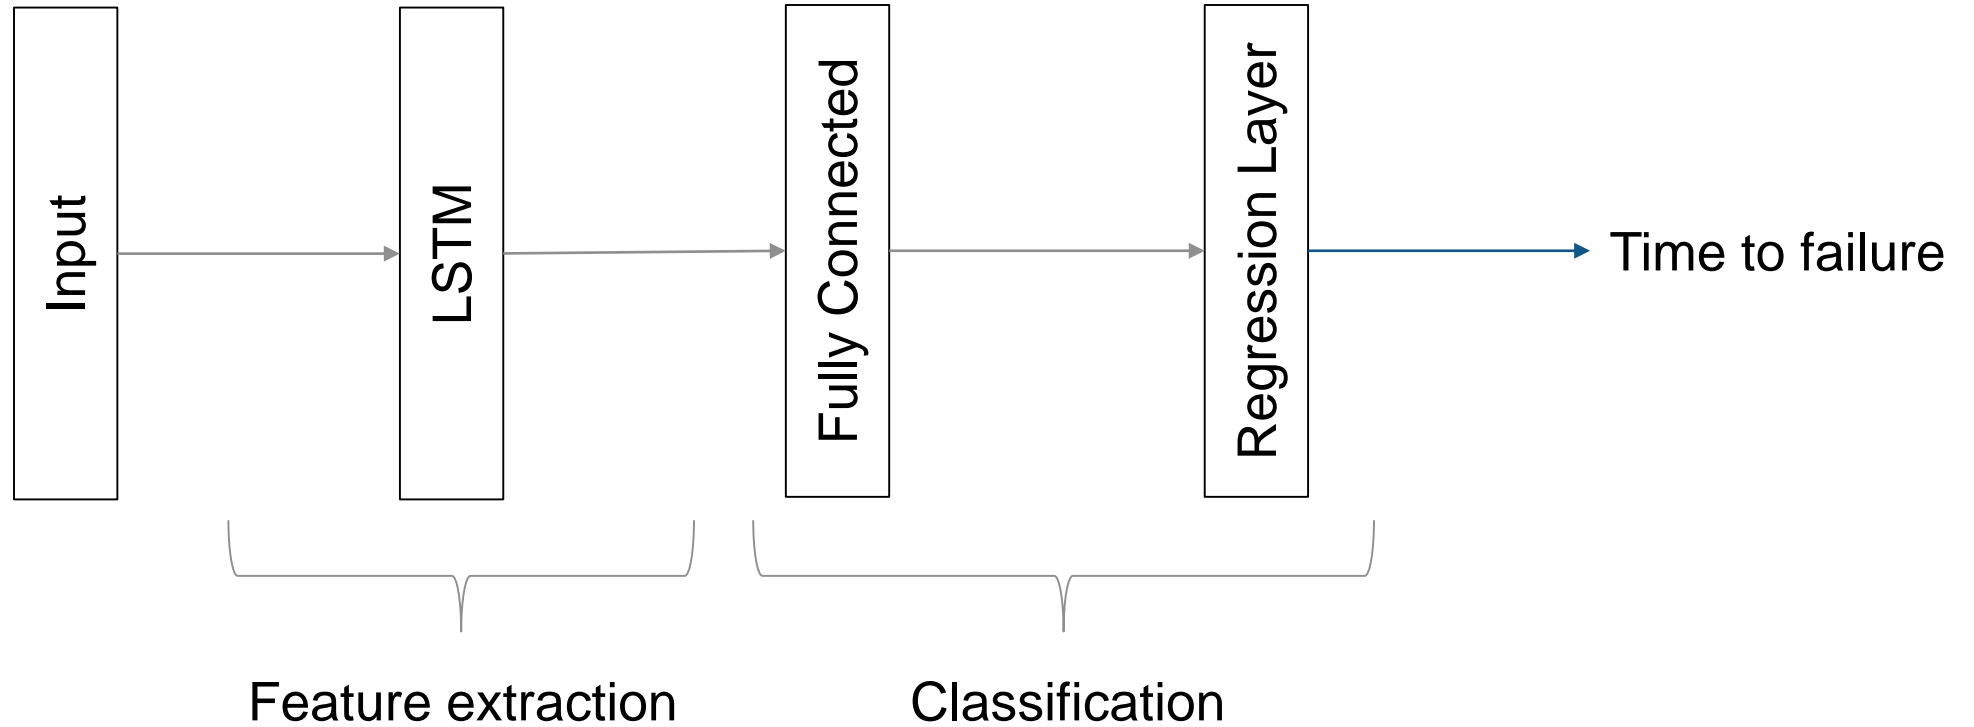 Input
LSTM
Fully Connected
Regression Layer
Time to failure
Feature extraction
Classification